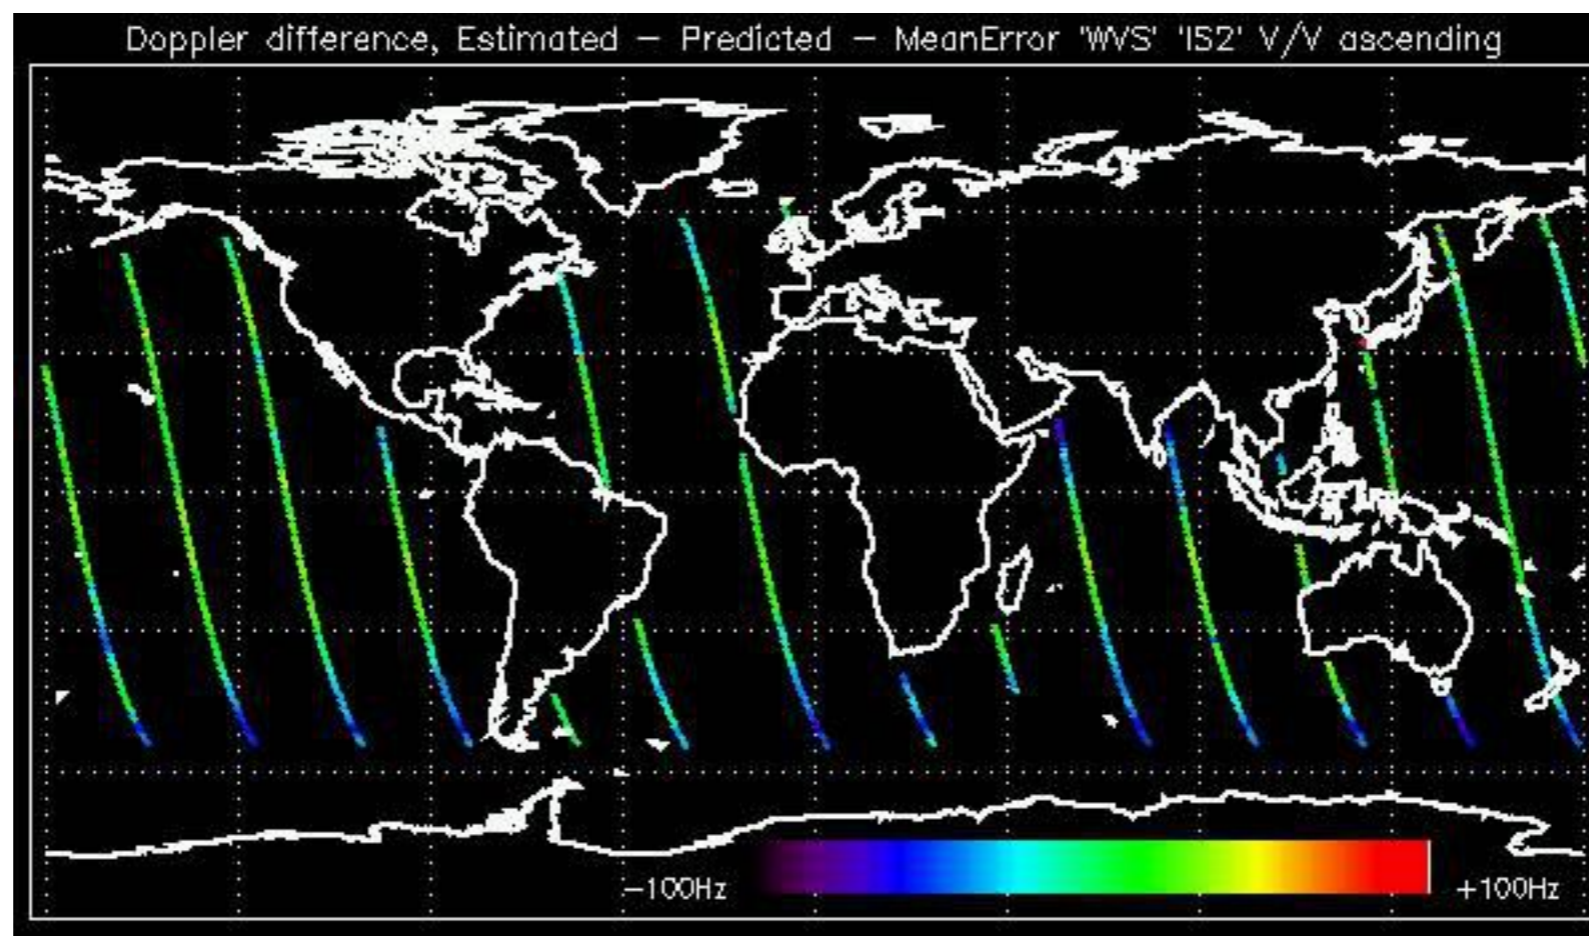 Doppler difference, Estimated – Predicted – MeanError 'WVS' 'IS2' V/V ascending
−100Hz
+100Hz